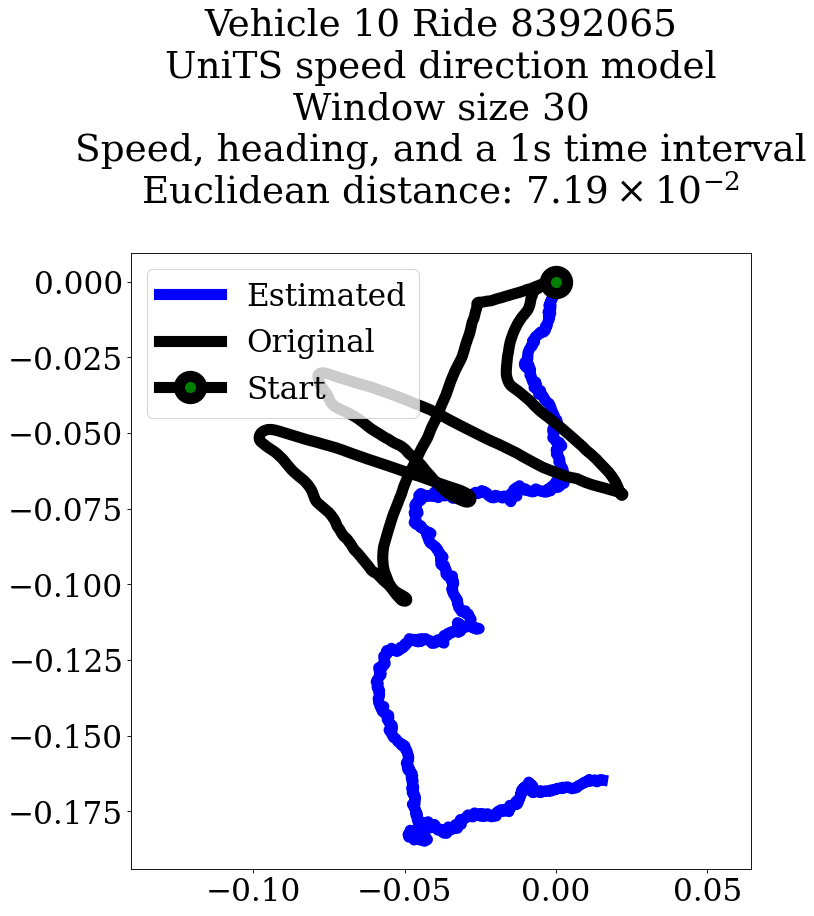 Vehicle 10 Ride 8392065
UniTS speed direction model
Window size 30
Speed, heading, and a 1s time interval
Euclidean distance: 7.19 × 10⁻²
Estimated
Original
Start
0.000
−0.025
−0.050
−0.075
−0.100
−0.125
−0.150
−0.175
−0.10
−0.05
0.00
0.05